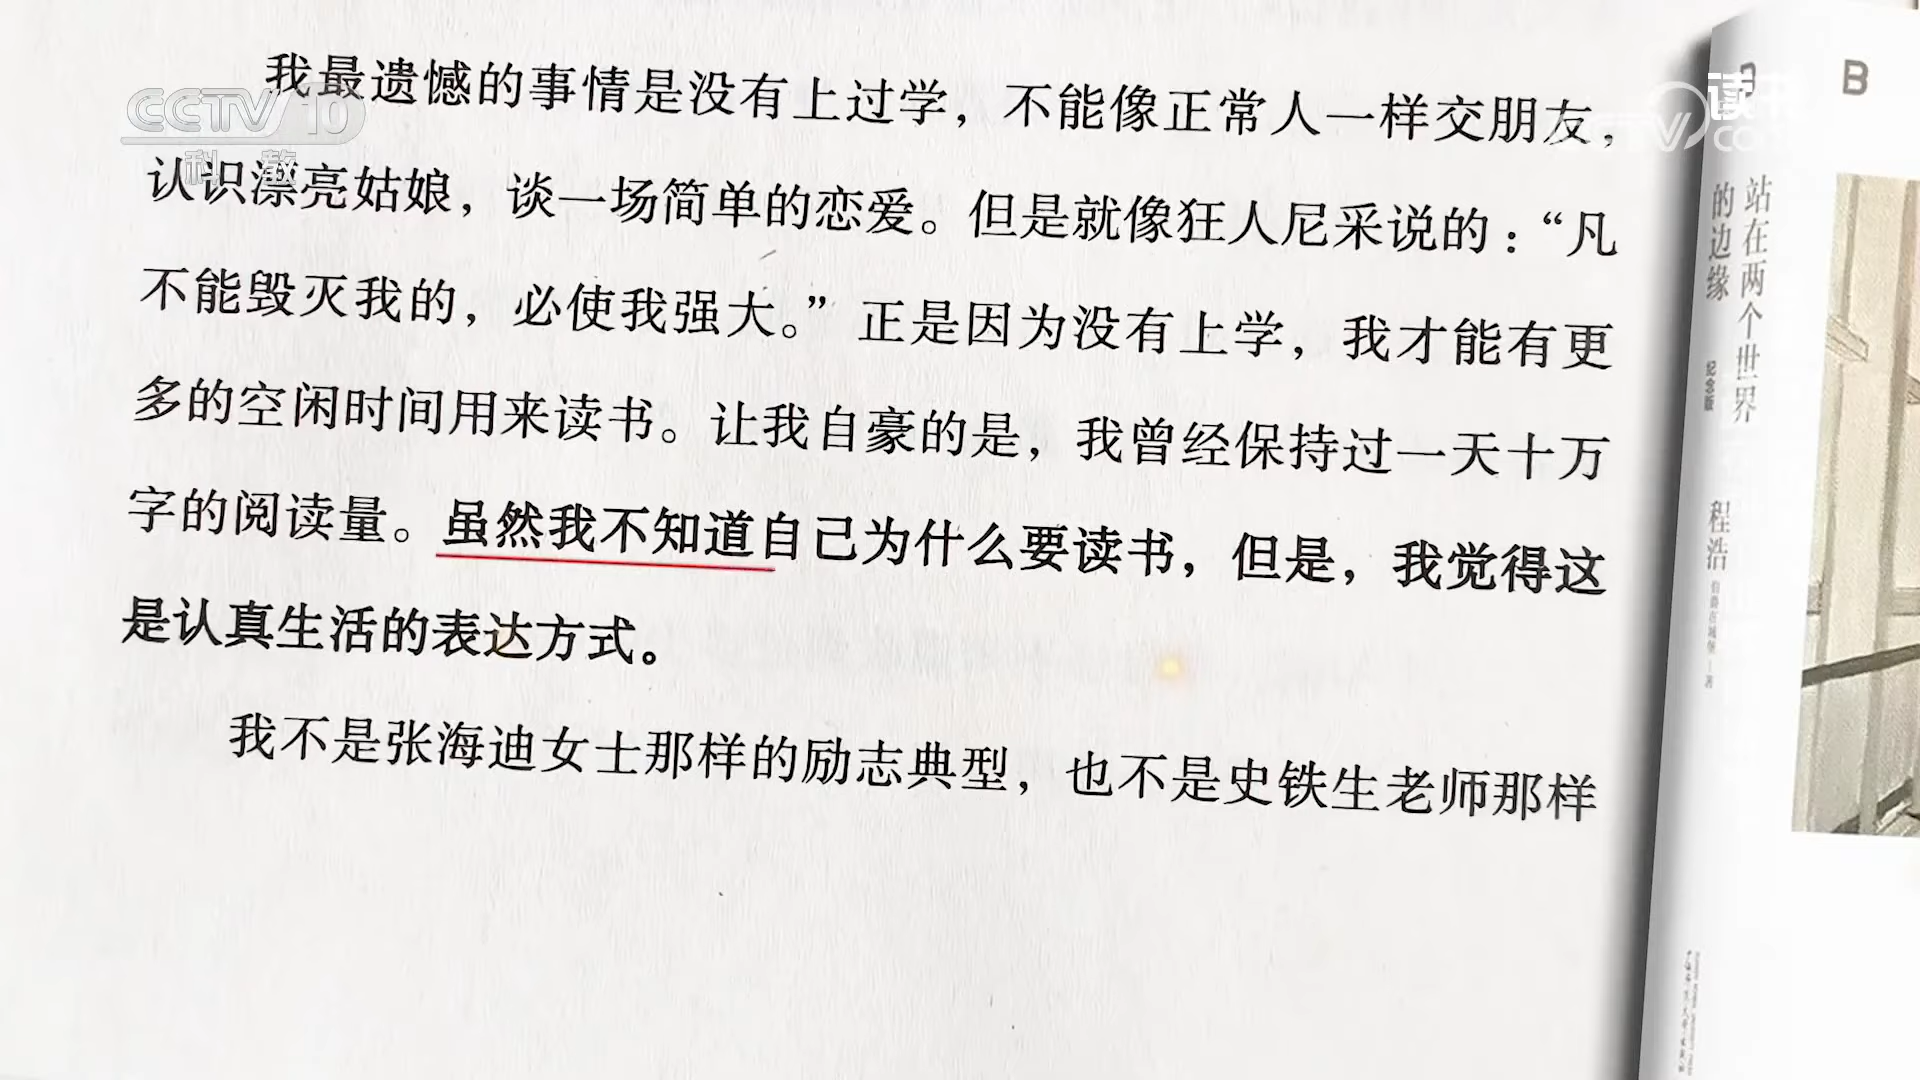 CCTV 10
科教
我最遗憾的事情是没有上过学，不能像正常人一样交朋友，
认识漂亮姑娘，谈一场简单的恋爱。但是就像狂人尼采说的：“凡
不能毁灭我的，必使我强大。”正是因为没有上学，我才能有更
多的空闲时间用来读书。让我自豪的是，我曾经保持过一天十万
字的阅读量。虽然我不知道自己为什么要读书，但是，我觉得这
是认真生活的表达方式。
我不是张海迪女士那样的励志典型，也不是史铁生老师那样
B
站在两个世界
的边缘
纪念版
程浩